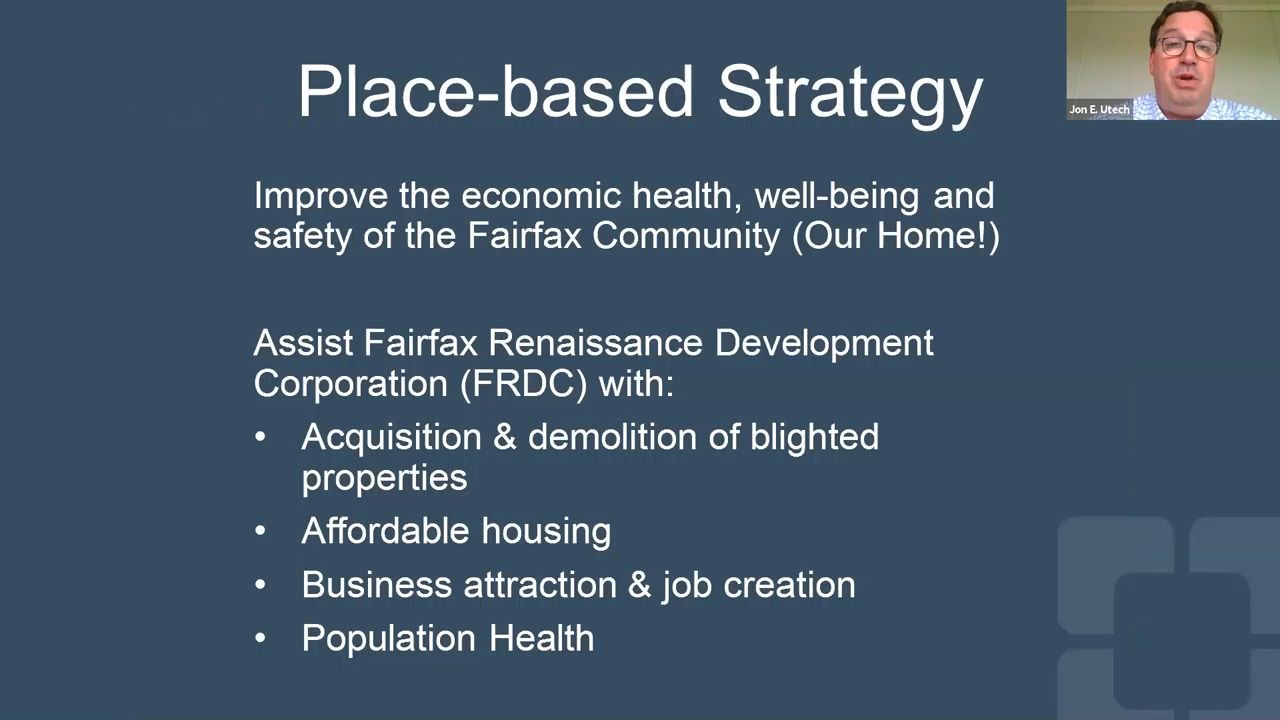 Place-based Strategy
Jon E. Utech
Improve the economic health, well-being and
safety of the Fairfax Community (Our Home!)
Assist Fairfax Renaissance Development
Corporation (FRDC) with:
• Acquisition & demolition of blighted
properties
• Affordable housing
• Business attraction & job creation
• Population Health